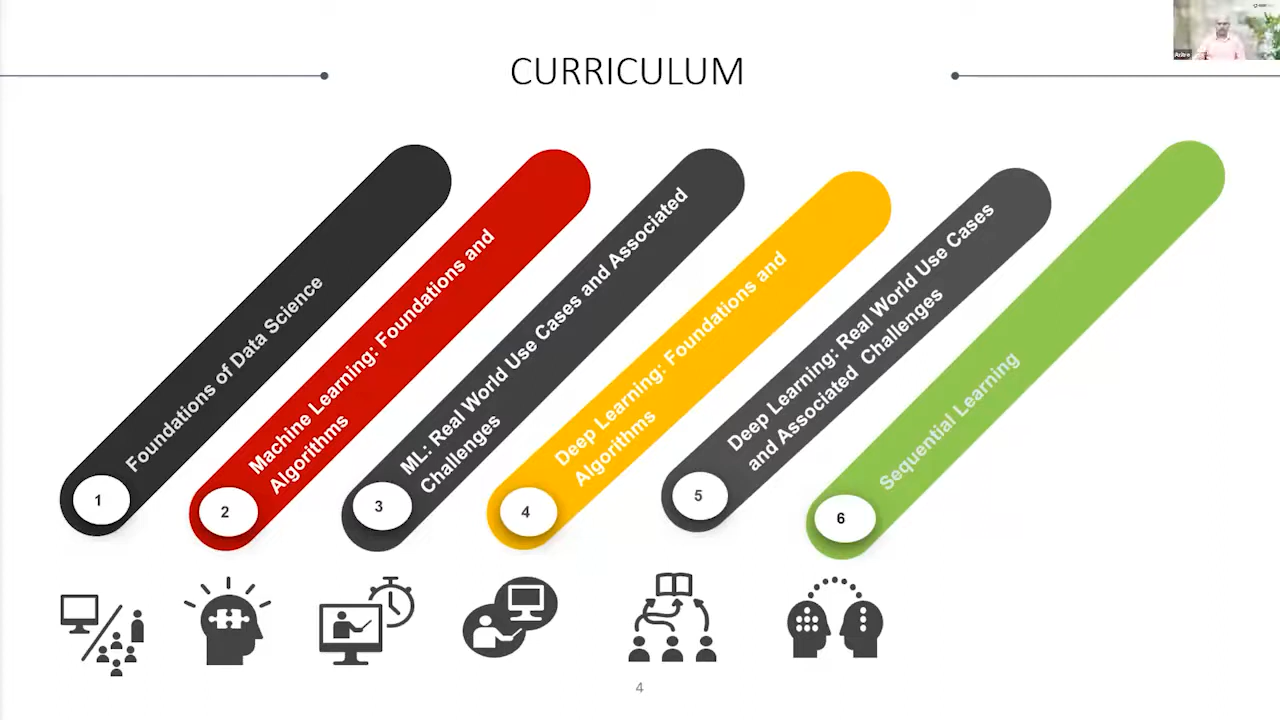 CURRICULUM
Foundations of Data Science
Machine Learning: Foundations and
Algorithms
ML: Real World Use Cases and Associated
Challenges
Deep Learning: Foundations and
Algorithms
Deep Learning: Real World Use Cases
and Associated Challenges
Sequential Learning
1
2
3
4
5
6
4